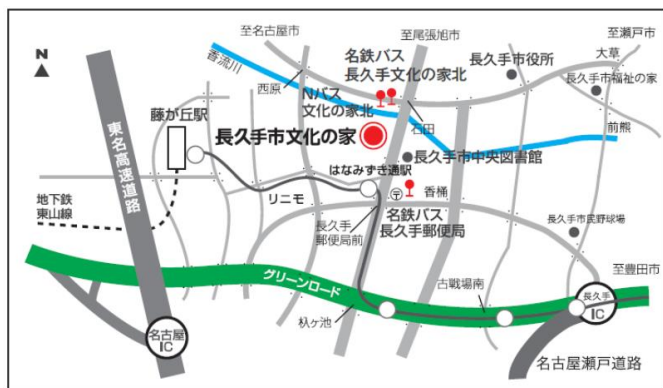 至名古屋市
至尾張旭市
至瀬戸市
N
香流川
名鉄バス
長久手文化の家北
長久手市役所
大草
長久手市福祉の家
西原
Nバス
文化の家北
石田
前熊
藤が丘駅
長久手市文化の家
長久手市中央図書館
東名高速道路
はなみずき通駅
香桶
地下鉄
東山線
リニモ
長久手
郵便局前
名鉄バス
長久手郵便局
長久手市民野球場
グリーンロード
古戦場南
至豊田市
長久手
IC
名古屋
IC
杁ヶ池
名古屋瀬戸道路